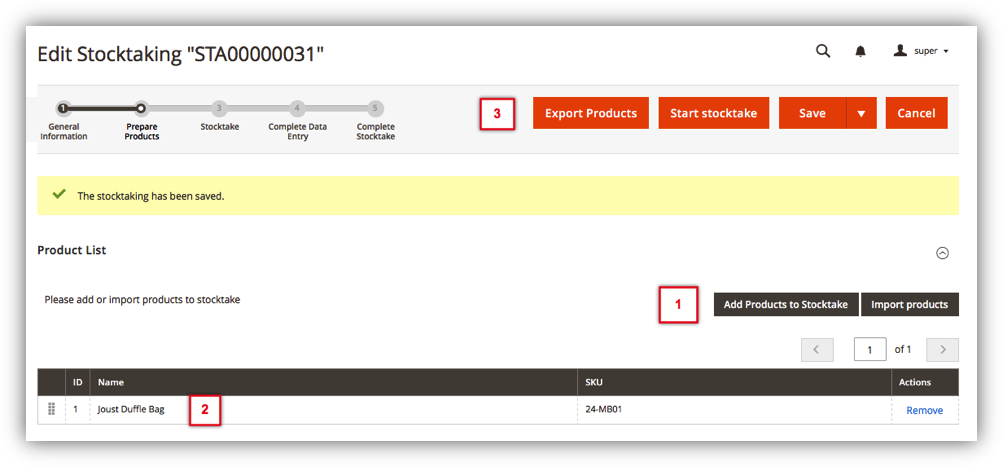 Edit Stocktaking "STA00000031"
super
1 2 3 4 5
General Information
Prepare Products
Stocktake
Complete Data Entry
Complete Stocktake
3
Export Products
Start stocktake
Save
Cancel
The stocktaking has been saved.
Product List
Please add or import products to stocktake
1
Add Products to Stocktake
Import products
1 of 1
ID Name SKU Actions
1 Joust Duffle Bag 2 24-MB01 Remove